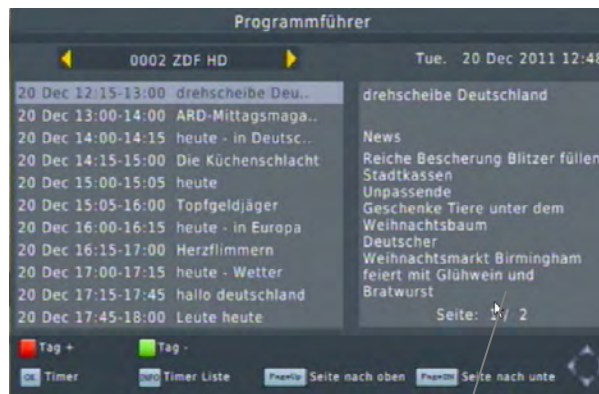 Programmführer
0002 ZDF HD
Tue. 20 Dec 2011 12:48
20 Dec 12:15-13:00 drehscheibe Deu..
20 Dec 13:00-14:00 ARD-Mittagsmaga..
20 Dec 14:00-14:15 heute - in Deutsc..
20 Dec 14:15-15:00 Die Küchenschlacht
20 Dec 15:00-15:05 heute
20 Dec 15:05-16:00 Topfgeldjäger
20 Dec 16:00-16:15 heute - in Europa
20 Dec 16:15-17:00 Herzflimmern
20 Dec 17:00-17:15 heute - Wetter
20 Dec 17:15-17:45 hallo deutschland
20 Dec 17:45-18:00 Leute heute
drehscheibe Deutschland
News
Reiche Bescherung Blitzer füllen
Stadtkassen
Unpassende
Geschenke Tiere unter dem
Weihnachtsbaum
Deutscher
Weihnachtsmarkt Birmingham
feiert mit Glühwein und
Bratwurst
Seite: 1 / 2
Tag + Tag -
OK Timer INFO Timer Liste Page+Up Seite nach oben Page+DN Seite nach unte